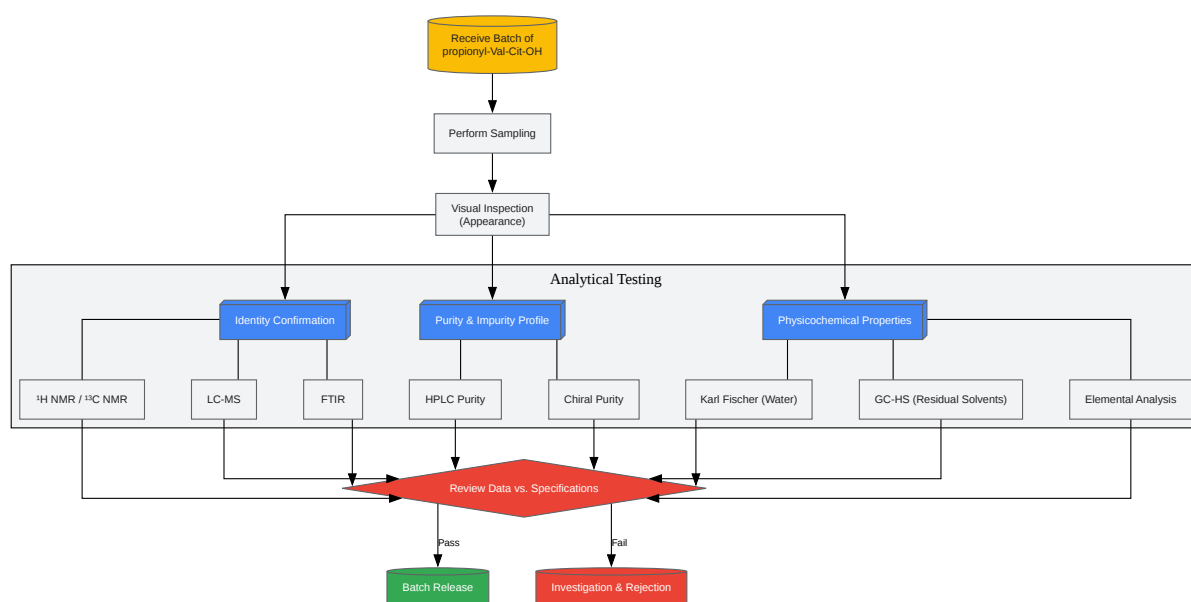 Receive Batch of
propionyl-Val-Cit-OH
Perform Sampling
Visual Inspection
(Appearance)
Analytical Testing
Identity Confirmation
Purity & Impurity Profile
Physicochemical Properties
¹H NMR / ¹³C NMR
LC-MS
FTIR
HPLC Purity
Chiral Purity
Karl Fischer (Water)
GC-HS (Residual Solvents)
Elemental Analysis
Review Data vs. Specifications
Pass
Fail
Batch Release
Investigation & Rejection